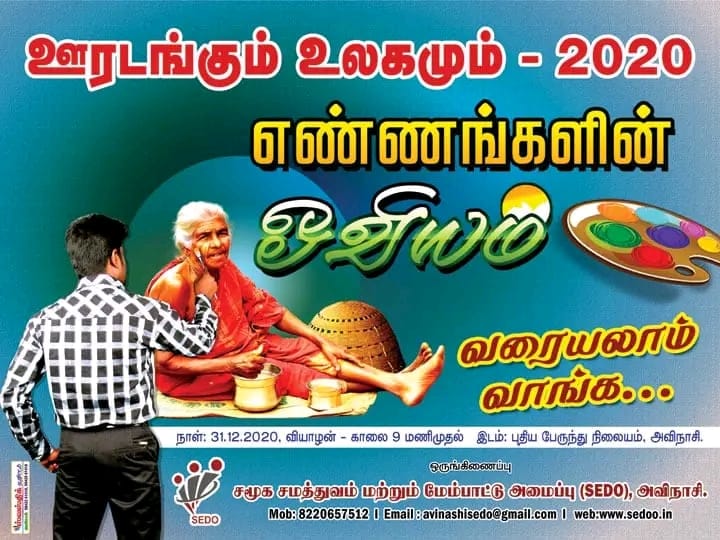 ஊரடங்கும் உலகமும் - 2020
எண்ணங்களின்
ஓவியம்
வரையலாம்
வாங்க...
நாள்: 31.12.2020, வியாழன் - காலை 9 மணிமுதல் இடம்: புதிய பேருந்து நிலையம், அவிநாசி.
ஒருங்கிணைப்பு
சமூக சமத்துவம் மற்றும் மேம்பாட்டு அமைப்பு (SEDO), அவிநாசி.
SEDO
Mob: 8220657512 I Email : avinashisedo@gmail.com I web:www.sedoo.in